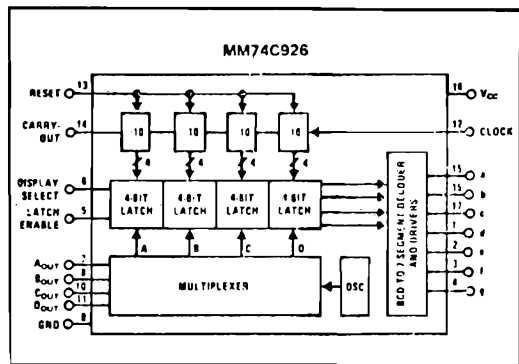 MM74C926
RESET 13
CARRY-OUT 14
10 10 10 10
4 4 4 4
18 VCC
12 CLOCK
DISPLAY SELECT 6
LATCH ENABLE 5
4-BIT LATCH 4-BIT LATCH 4-BIT LATCH 4-BIT LATCH
A B C D
AOUT 7
BOUT 8
COUT 10
DOUT 11
GND 9
MULTIPLEXER
OSC
BCD TO 7 SEGMENT DECODER AND DRIVERS
15 a
b
17 c
1 d
2 e
3 f
4 g